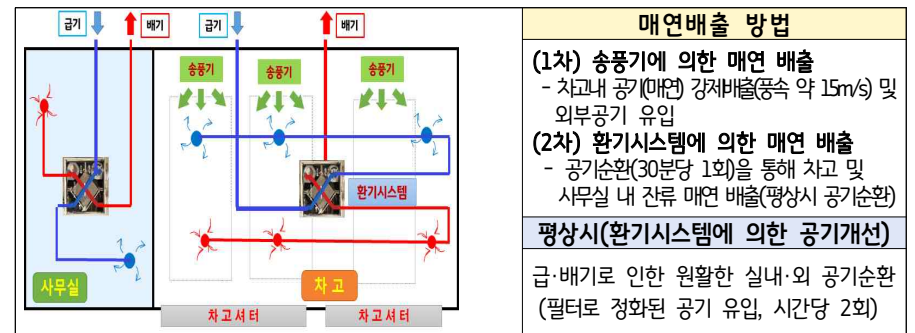 급기
배기
급기
배기
송풍기
송풍기
송풍기
환기시스템
사무실
차 고
차고셔터
차고셔터
매연배출 방법
(1차) 송풍기에 의한 매연 배출
- 차고내 공기(매연) 강제배출(풍속 약 15m/s) 및
외부공기 유입
(2차) 환기시스템에 의한 매연 배출
- 공기순환(30분당 1회)을 통해 차고 및
사무실 내 잔류 매연 배출(평상시 공기순환)
평상시(환기시스템에 의한 공기개선)
급·배기로 인한 원활한 실내·외 공기순환
(필터로 정화된 공기 유입, 시간당 2회)